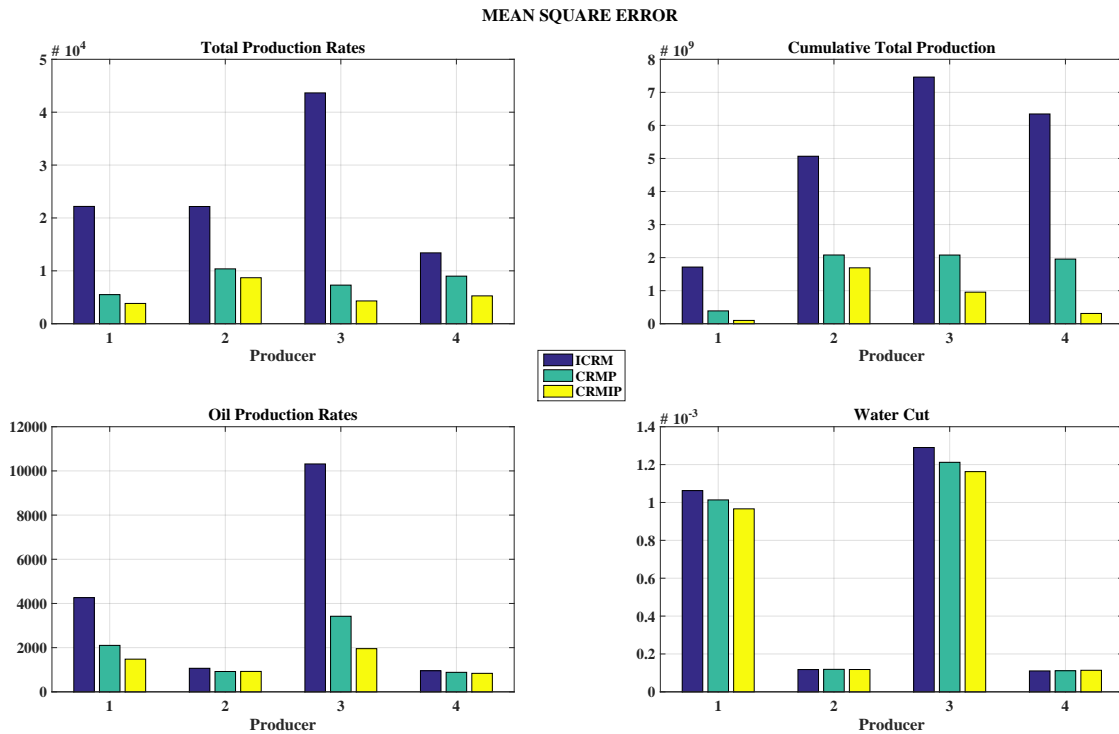 MEAN SQUARE ERROR
Total Production Rates
# 10^4
5
4
3
2
1
0
1 2 3 4
Producer
Cumulative Total Production
# 10^9
8
7
6
5
4
3
2
1
0
1 2 3 4
Producer
ICRM
CRMP
CRMIP
Oil Production Rates
12000
10000
8000
6000
4000
2000
0
1 2 3 4
Producer
Water Cut
# 10^-3
1.4
1.2
1
0.8
0.6
0.4
0.2
0
1 2 3 4
Producer